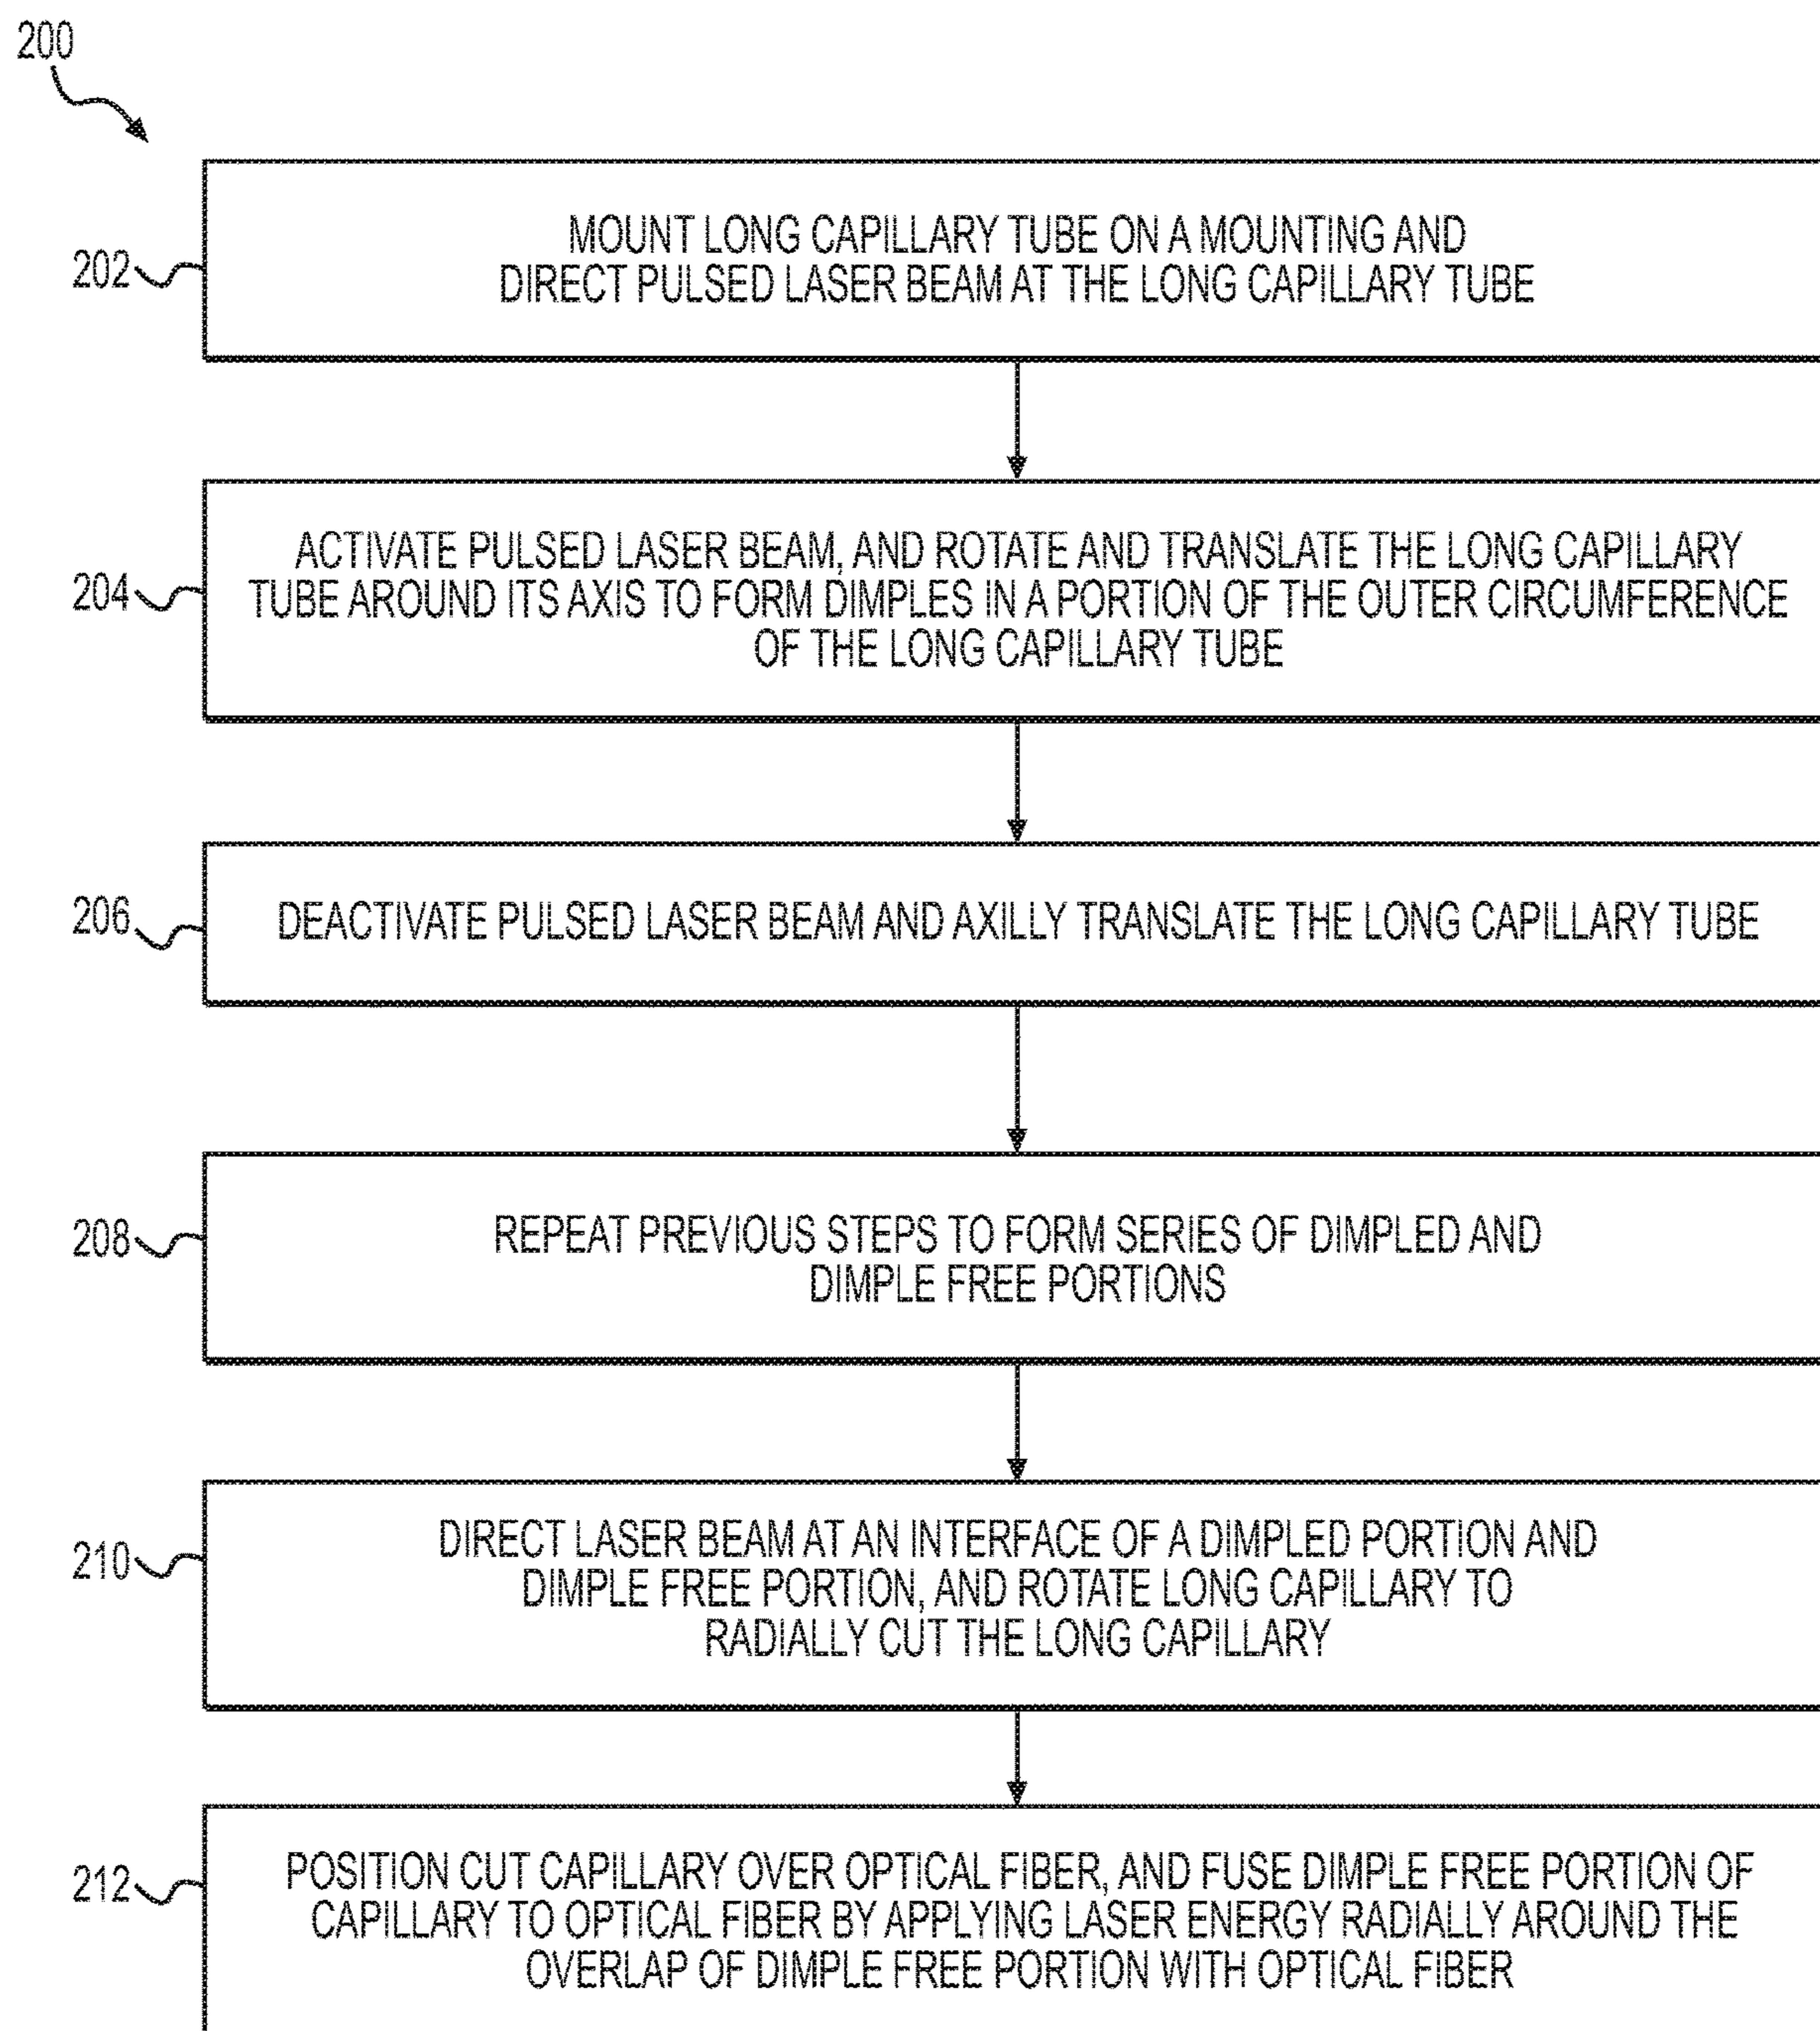 200
202
MOUNT LONG CAPILLARY TUBE ON A MOUNTING AND
DIRECT PULSED LASER BEAM AT THE LONG CAPILLARY TUBE
204
ACTIVATE PULSED LASER BEAM, AND ROTATE AND TRANSLATE THE LONG CAPILLARY
TUBE AROUND ITS AXIS TO FORM DIMPLES IN A PORTION OF THE OUTER CIRCUMFERENCE
OF THE LONG CAPILLARY TUBE
206
DEACTIVATE PULSED LASER BEAM AND AXILLY TRANSLATE THE LONG CAPILLARY TUBE
208
REPEAT PREVIOUS STEPS TO FORM SERIES OF DIMPLED AND
DIMPLE FREE PORTIONS
210
DIRECT LASER BEAM AT AN INTERFACE OF A DIMPLED PORTION AND
DIMPLE FREE PORTION, AND ROTATE LONG CAPILLARY TO
RADIALLY CUT THE LONG CAPILLARY
212
POSITION CUT CAPILLARY OVER OPTICAL FIBER, AND FUSE DIMPLE FREE PORTION OF
CAPILLARY TO OPTICAL FIBER BY APPLYING LASER ENERGY RADIALLY AROUND THE
OVERLAP OF DIMPLE FREE PORTION WITH OPTICAL FIBER